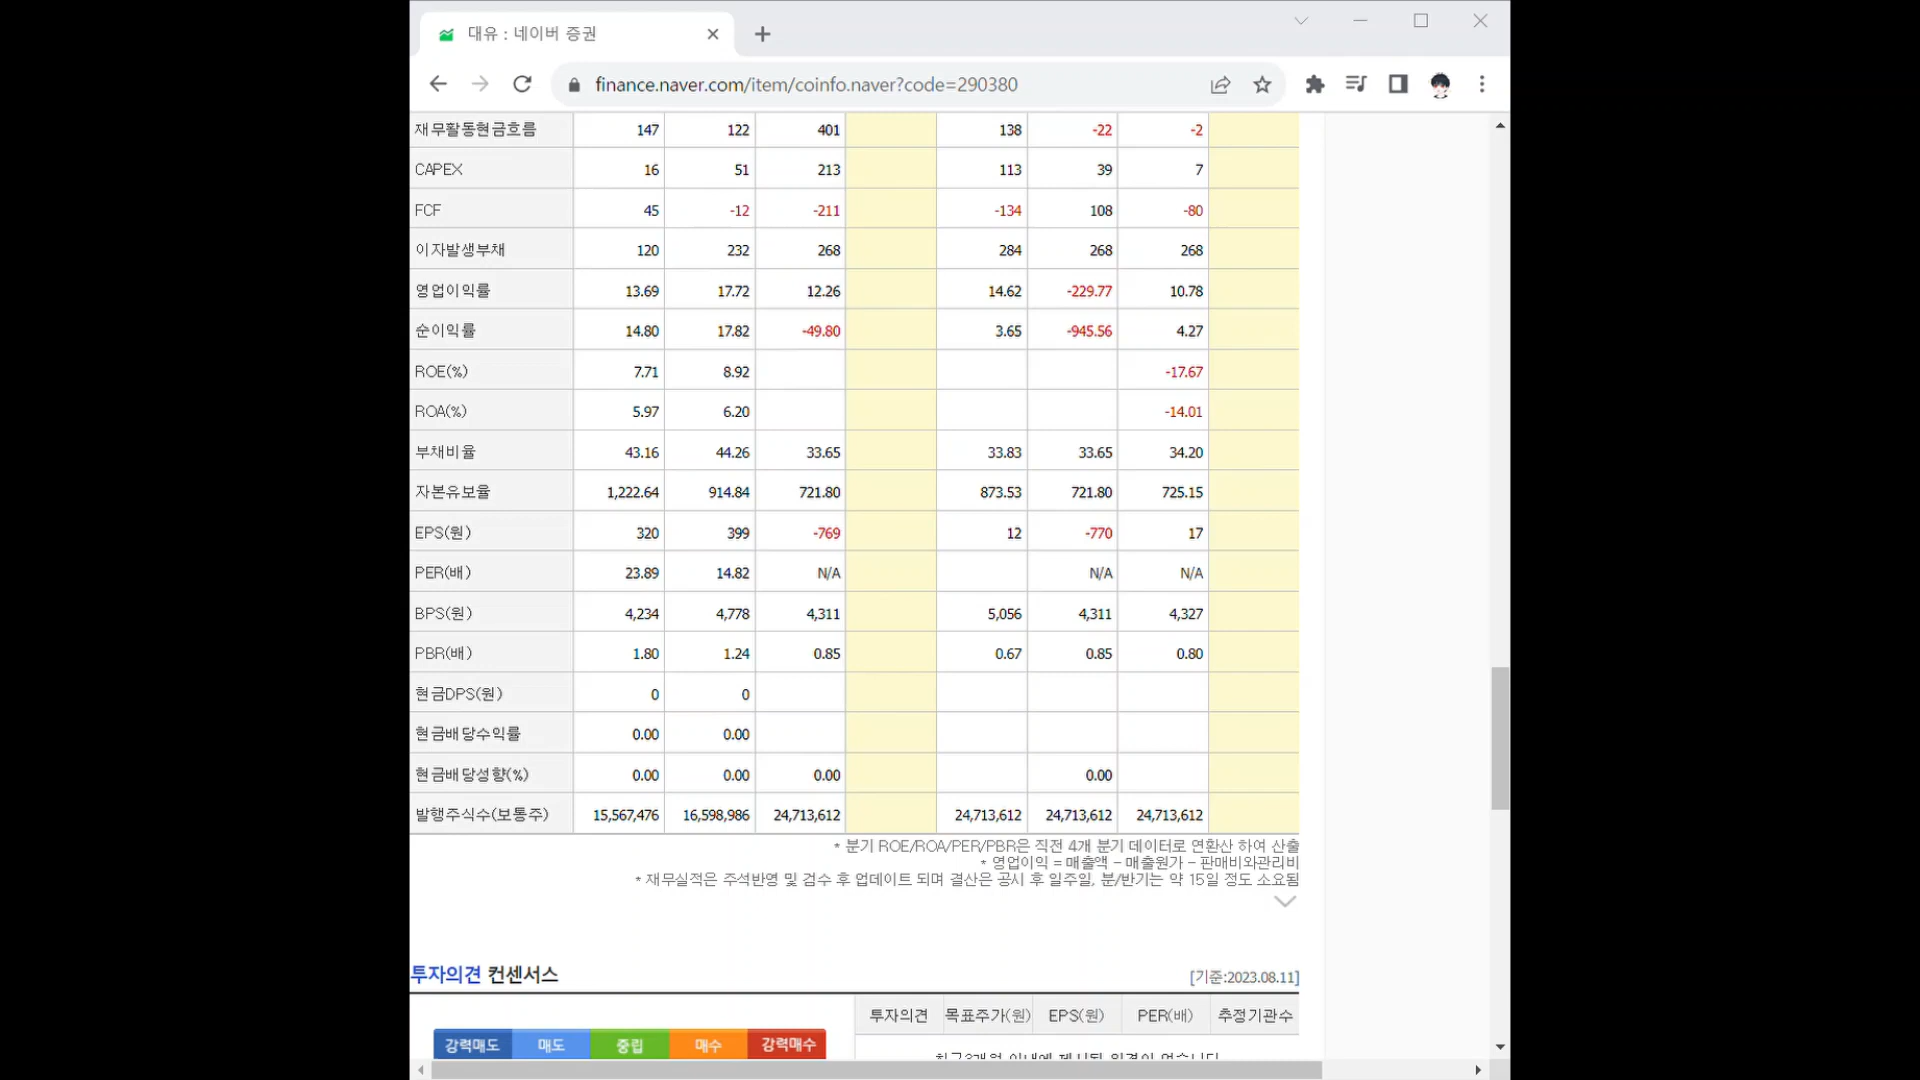 대유 : 네이버 증권
finance.naver.com/item/coinfo.naver?code=290380
재무활동현금흐름 147 122 401 138 -22 -2
CAPEX 16 51 213 113 39 7
FCF 45 -12 -211 -134 108 -80
이자발생부채 120 232 268 284 268 268
영업이익률 13.69 17.72 12.26 14.62 -229.77 10.78
순이익률 14.80 17.82 -49.80 3.65 -945.56 4.27
ROE(%) 7.71 8.92 -17.67
ROA(%) 5.97 6.20 -14.01
부채비율 43.16 44.26 33.65 33.83 33.65 34.20
자본유보율 1,222.64 914.84 721.80 873.53 721.80 725.15
EPS(원) 320 399 -769 12 -770 17
PER(배) 23.89 14.82 N/A N/A N/A
BPS(원) 4,234 4,778 4,311 5,056 4,311 4,327
PBR(배) 1.80 1.24 0.85 0.67 0.85 0.80
현금DPS(원) 0 0
현금배당수익률 0.00 0.00
현금배당성향(%) 0.00 0.00 0.00 0.00
발행주식수(보통주) 15,567,476 16,598,986 24,713,612 24,713,612 24,713,612 24,713,612
* 분기 ROE/ROA/PER/PBR은 직전 4개 분기 데이터로 연환산 하여 산출
* 영업이익 = 매출액 - 매출원가 - 판매비와관리비
* 재무실적은 주석반영 및 검수 후 업데이트 되며 결산은 공시 후 일주일, 분/반기는 약 15일 정도 소요됨
투자의견 컨센서스 [기준:2023.08.11]
투자의견 목표주가(원) EPS(원) PER(배) 추정기관수
강력매도 매도 중립 매수 강력매수